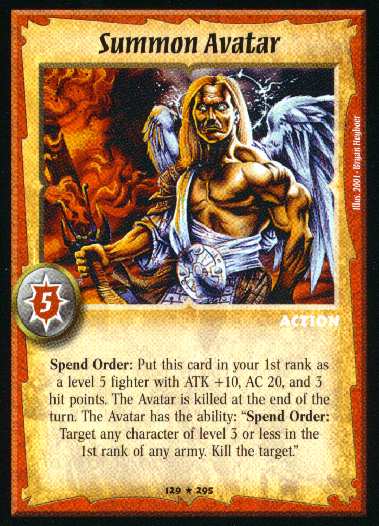 Summon Avatar
Illus. 2001 • Bryan Heyboer
5
ACTION
Spend Order: Put this card in your 1st rank as
a level 5 fighter with ATK +10, AC 20, and 3
hit points. The Avatar is killed at the end of the
turn. The Avatar has the ability: “Spend Order:
Target any character of level 3 or less in the
1st rank of any army. Kill the target.”
129 ★ 295